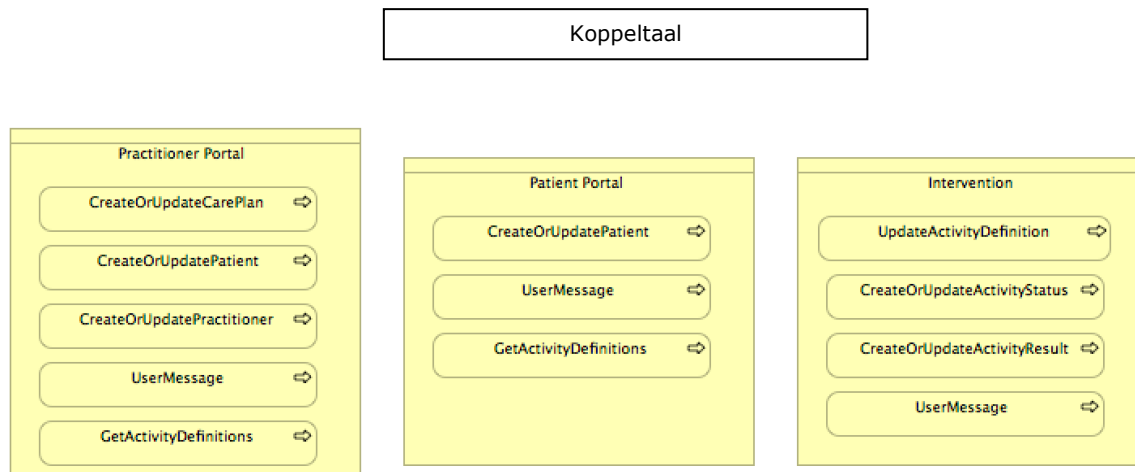 Koppeltaal
Practitioner Portal
CreateOrUpdateCarePlan
CreateOrUpdatePatient
CreateOrUpdatePractitioner
UserMessage
GetActivityDefinitions
Patient Portal
CreateOrUpdatePatient
UserMessage
GetActivityDefinitions
Intervention
UpdateActivityDefinition
CreateOrUpdateActivityStatus
CreateOrUpdateActivityResult
UserMessage